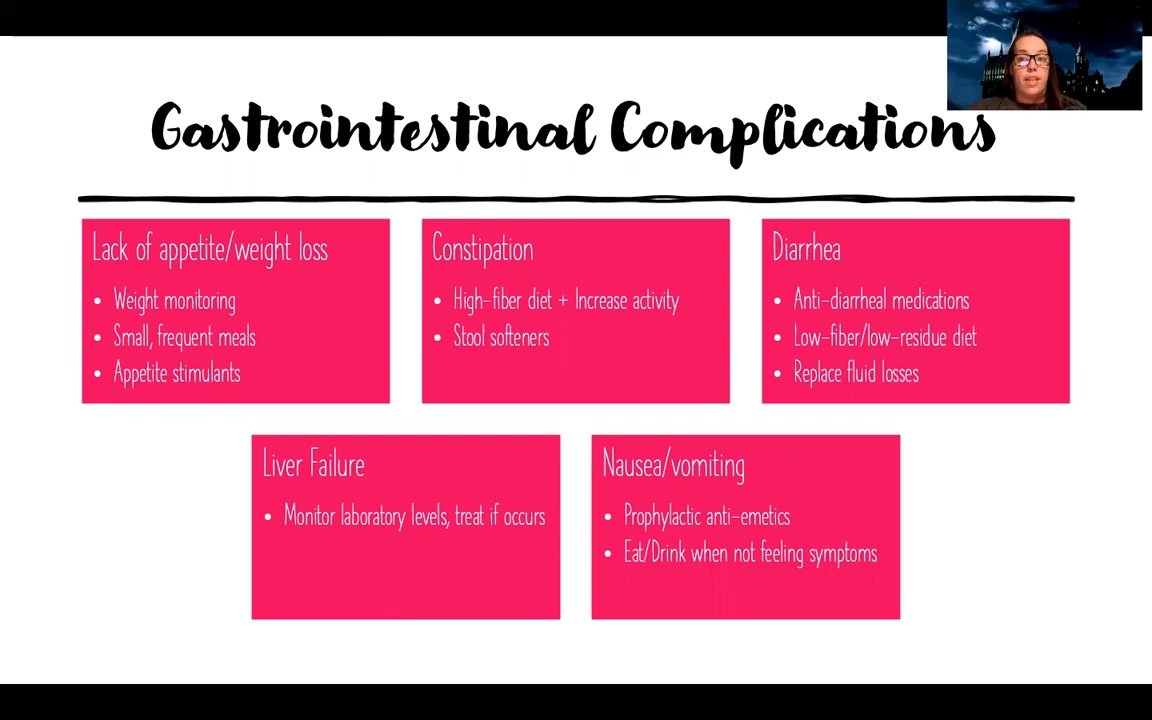 Gastrointestinal Complications
Lack of appetite/weight loss
• Weight monitoring
• Small, frequent meals
• Appetite stimulants
Constipation
• High-fiber diet + Increase activity
• Stool softeners
Diarrhea
• Anti-diarrheal medications
• Low-fiber/low-residue diet
• Replace fluid losses
Liver Failure
• Monitor laboratory levels, treat if occurs
Nausea/vomiting
• Prophylactic anti-emetics
• Eat/Drink when not feeling symptoms